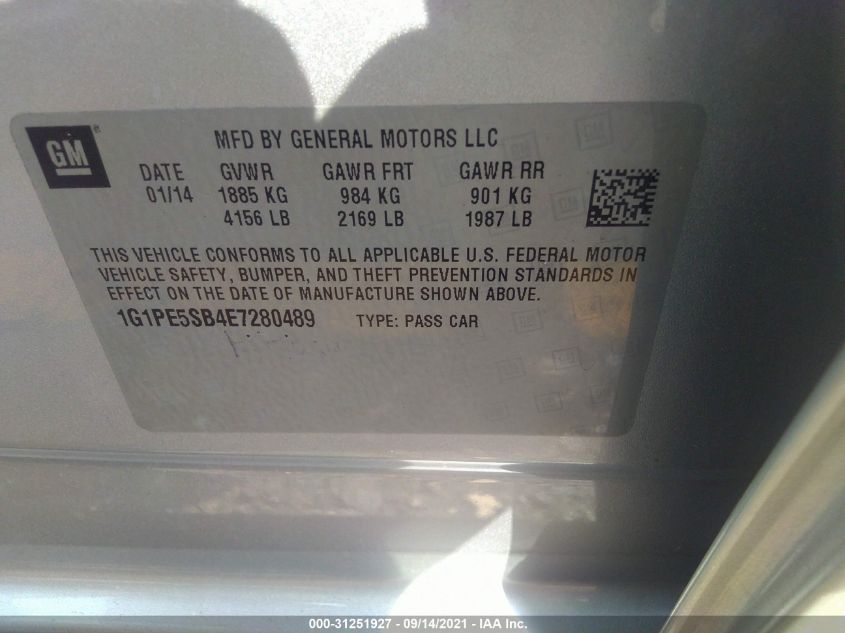 GM ®
MFD BY GENERAL MOTORS LLC
DATE GVWR GAWR FRT GAWR RR
01/14 1885 KG 984 KG 901 KG
4156 LB 2169 LB 1987 LB
THIS VEHICLE CONFORMS TO ALL APPLICABLE U.S. FEDERAL MOTOR
VEHICLE SAFETY, BUMPER, AND THEFT PREVENTION STANDARDS IN
EFFECT ON THE DATE OF MANUFACTURE SHOWN ABOVE.
1G1PE5SB4E7280489 TYPE: PASS CAR
000-31251927 - 09/14/2021 - IAA Inc.